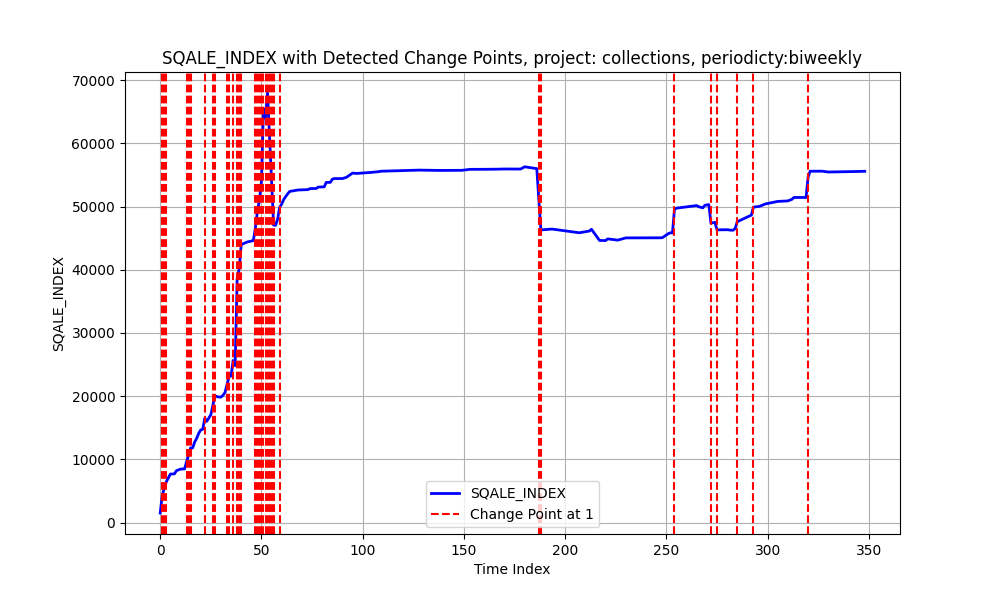 SQALE_INDEX with Detected Change Points, project: collections, periodicty:biweekly
70000
60000
50000
40000
30000
20000
10000
0
SQALE_INDEX
SQALE_INDEX
Change Point at 1
0 50 100 150 200 250 300 350
Time Index